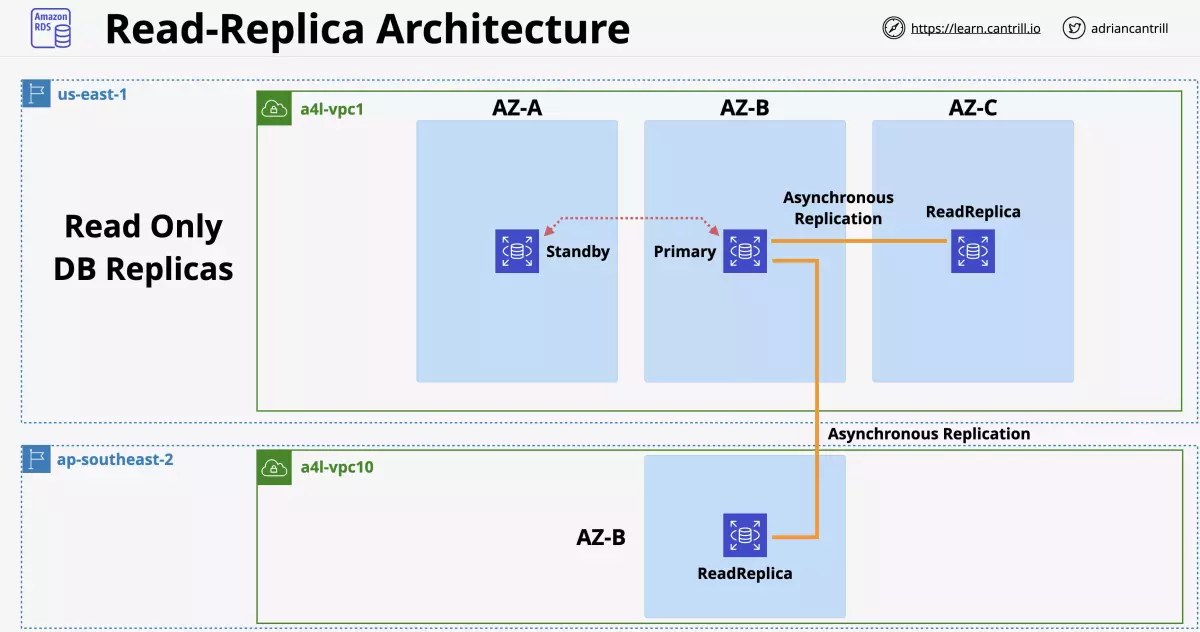 Amazon
RDS
Read-Replica Architecture
https://learn.cantrill.io
adriancantrill
us-east-1
a4l-vpc1
AZ-A
AZ-B
AZ-C
Read Only
DB Replicas
Asynchronous
Replication
ReadReplica
Standby
Primary
Asynchronous Replication
ap-southeast-2
a4l-vpc10
AZ-B
ReadReplica